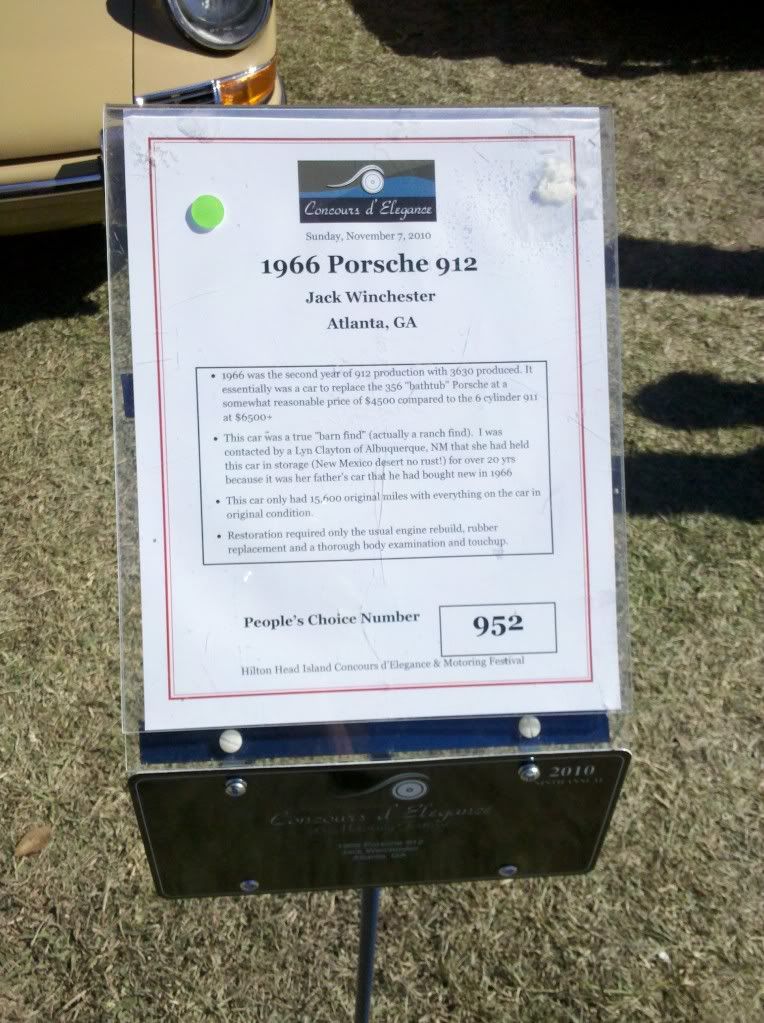 Concours d'Elegance
Sunday, November 7, 2010
1966 Porsche 912
Jack Winchester
Atlanta, GA
• 1966 was the second year of 912 production with 3630 produced. It
essentially was a car to replace the 356 "bathtub" Porsche at a
somewhat reasonable price of $4500 compared to the 6 cylinder 911
at $6500+
• This car was a true "barn find" (actually a ranch find). I was
contacted by a Lyn Clayton of Albuquerque, NM that she had held
this car in storage (New Mexico desert no rust!) for over 20 yrs
because it was her father's car that he had bought new in 1966
• This car only had 15,600 original miles with everything on the car in
original condition.
• Restoration required only the usual engine rebuild, rubber
replacement and a thorough body examination and touchup.
People's Choice Number
952
Hilton Head Island Concours d'Elegance & Motoring Festival
2010
Concours d'Elegance
1966 Porsche 912
Jack Winchester
Atlanta, GA